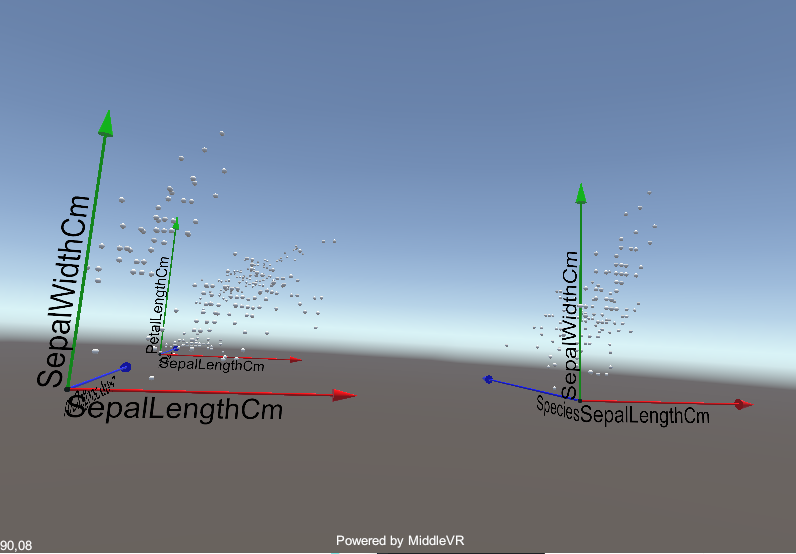 SepalWidthCm
PetalLengthCm
SepalLengthCm
SepalLengthCm
SepalWidthCm
Species
SepalLengthCm
90,08
Powered by MiddleVR